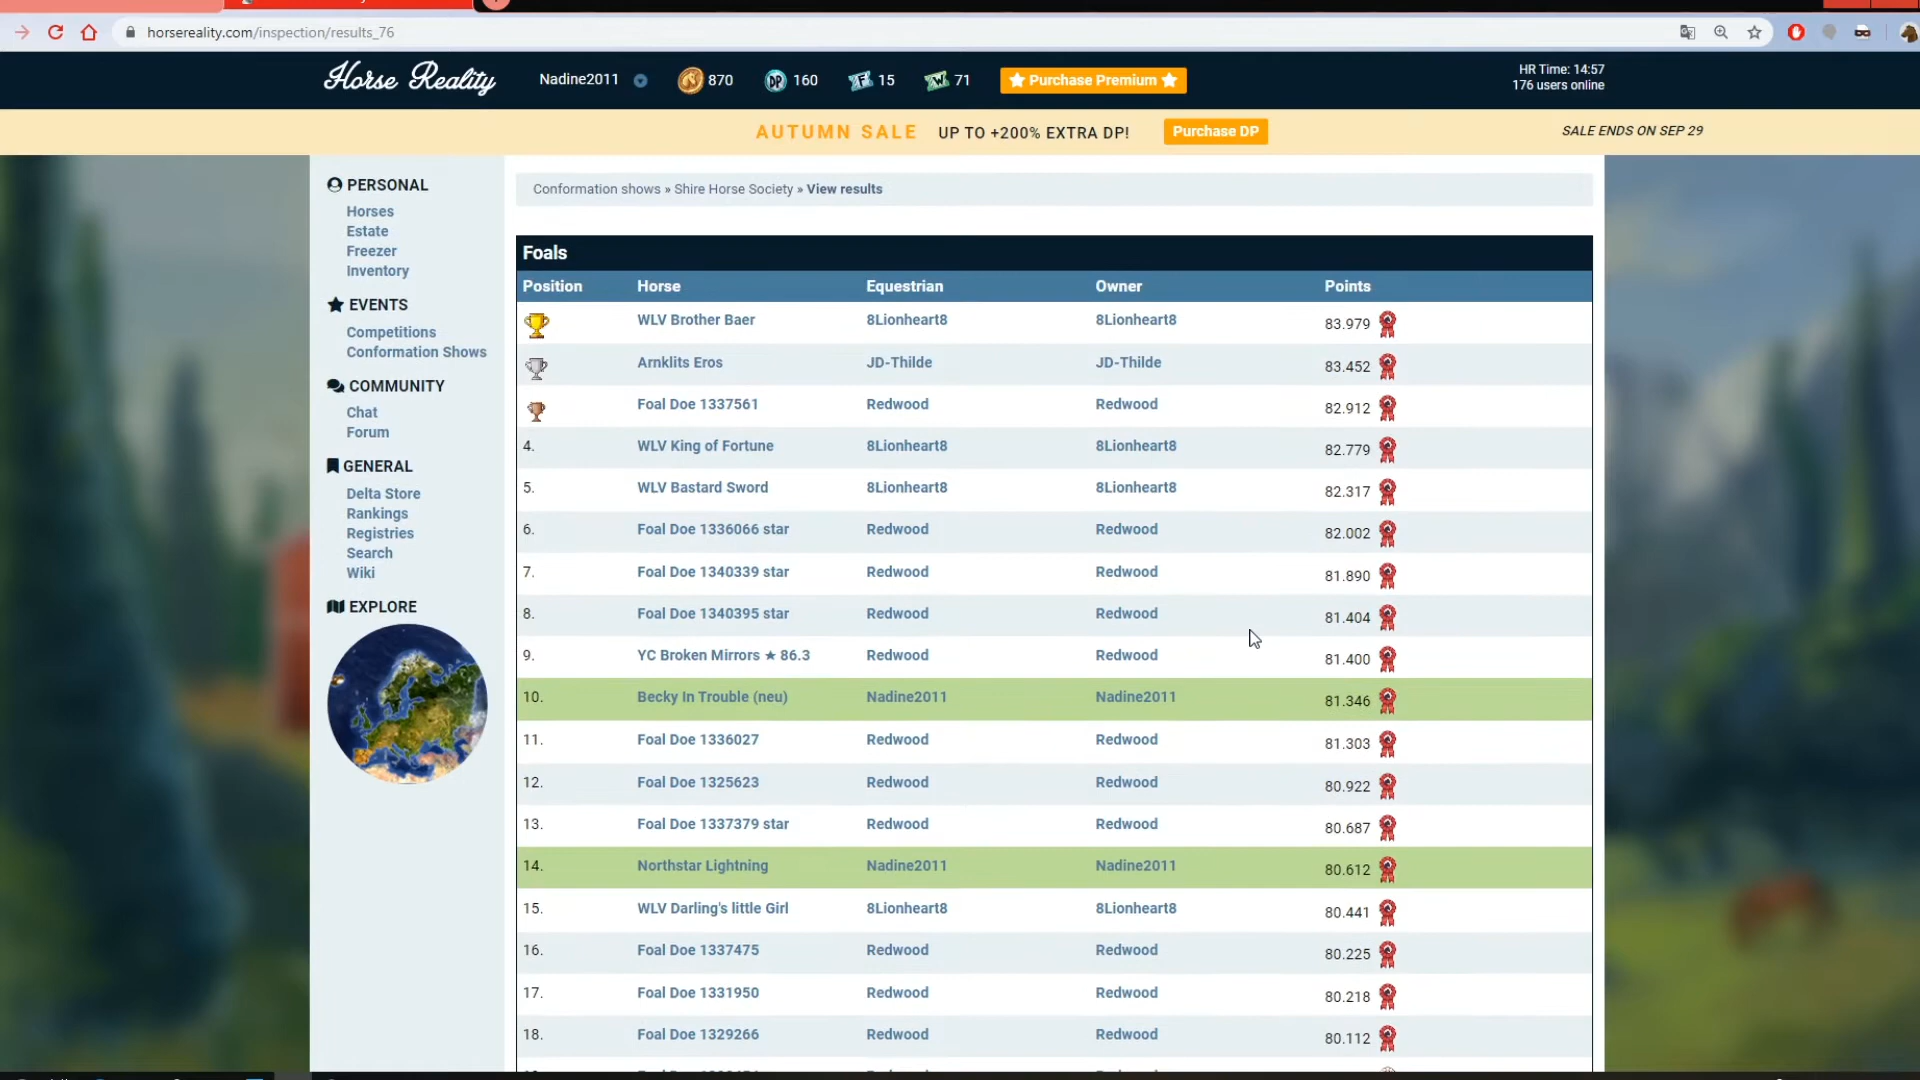 horsereality.com/inspection/results_76
Horse Reality
Nadine2011
870
DP 160
F 15
W 71
Purchase Premium
HR Time: 14:57
176 users online
AUTUMN SALE UP TO +200% EXTRA DP!
Purchase DP
SALE ENDS ON SEP 29
PERSONAL
Horses
Estate
Freezer
Inventory
EVENTS
Competitions
Conformation Shows
COMMUNITY
Chat
Forum
GENERAL
Delta Store
Rankings
Registries
Search
Wiki
EXPLORE
Conformation shows » Shire Horse Society » View results
Foals
Position Horse Equestrian Owner Points
WLV Brother Baer 8Lionheart8 8Lionheart8 83.979
Arnklits Eros JD-Thilde JD-Thilde 83.452
Foal Doe 1337561 Redwood Redwood 82.912
4. WLV King of Fortune 8Lionheart8 8Lionheart8 82.779
5. WLV Bastard Sword 8Lionheart8 8Lionheart8 82.317
6. Foal Doe 1336066 star Redwood Redwood 82.002
7. Foal Doe 1340339 star Redwood Redwood 81.890
8. Foal Doe 1340395 star Redwood Redwood 81.404
9. YC Broken Mirrors ★ 86.3 Redwood Redwood 81.400
10. Becky In Trouble (neu) Nadine2011 Nadine2011 81.346
11. Foal Doe 1336027 Redwood Redwood 81.303
12. Foal Doe 1325623 Redwood Redwood 80.922
13. Foal Doe 1337379 star Redwood Redwood 80.687
14. Northstar Lightning Nadine2011 Nadine2011 80.612
15. WLV Darling's little Girl 8Lionheart8 8Lionheart8 80.441
16. Foal Doe 1337475 Redwood Redwood 80.225
17. Foal Doe 1331950 Redwood Redwood 80.218
18. Foal Doe 1329266 Redwood Redwood 80.112